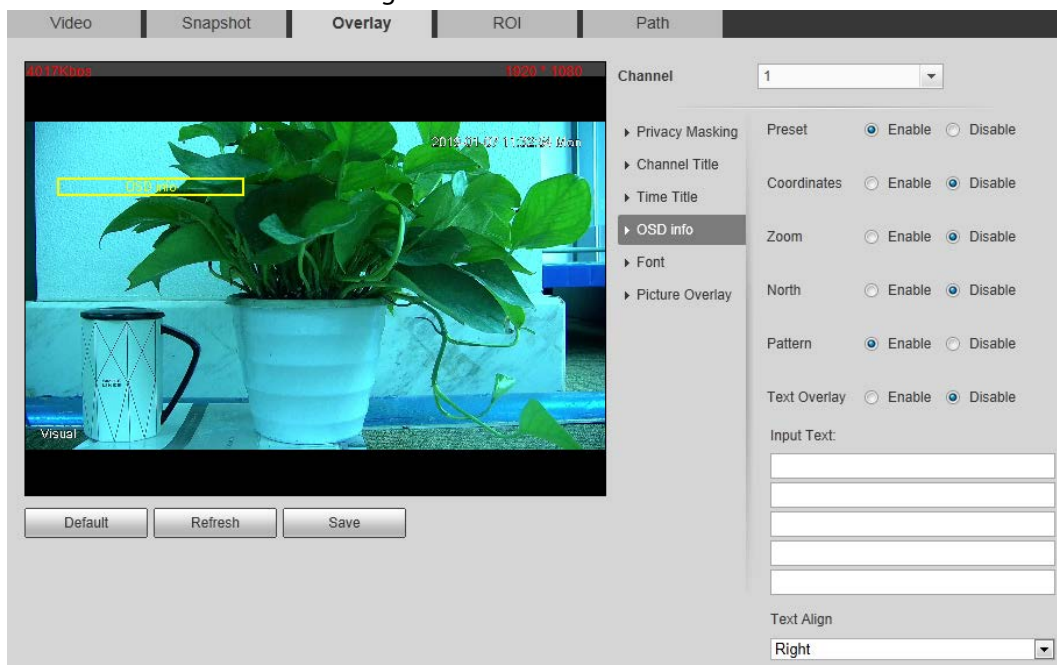 Video Snapshot Overlay ROI Path
4017Kbps 1920 * 1080
Channel 1
Privacy Masking
Channel Title
Time Title
OSD info
Font
Picture Overlay
OSD info
Visual
Preset Enable Disable
Coordinates Enable Disable
Zoom Enable Disable
North Enable Disable
Pattern Enable Disable
Text Overlay Enable Disable
Input Text:
Text Align
Right
Default Refresh Save